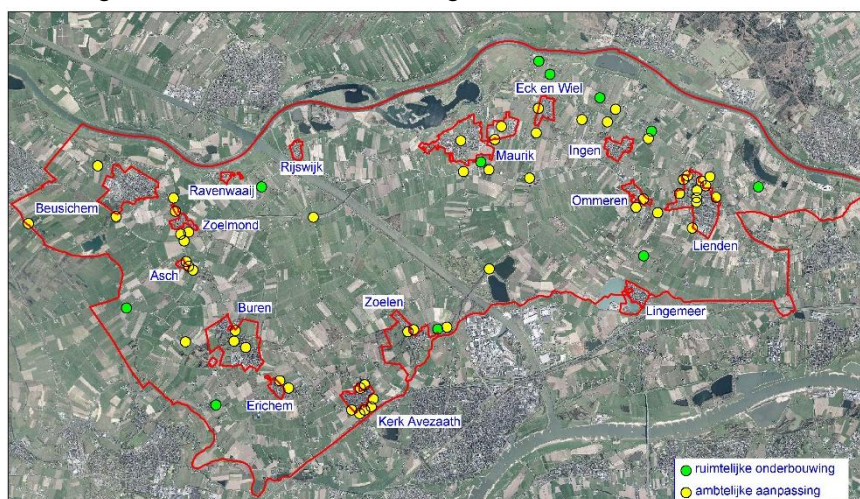 Eck en Wiel
Maurik
Ingen
Rijswijk
Ravenwaaij
Beusichem
Ommeren
Zoelmond
Lienden
Asch
Buren
Zoelen
Lingemeer
Erichem
Kerk Avezaath
ruimtelijke onderbouwing
ambtelijke aanpassing